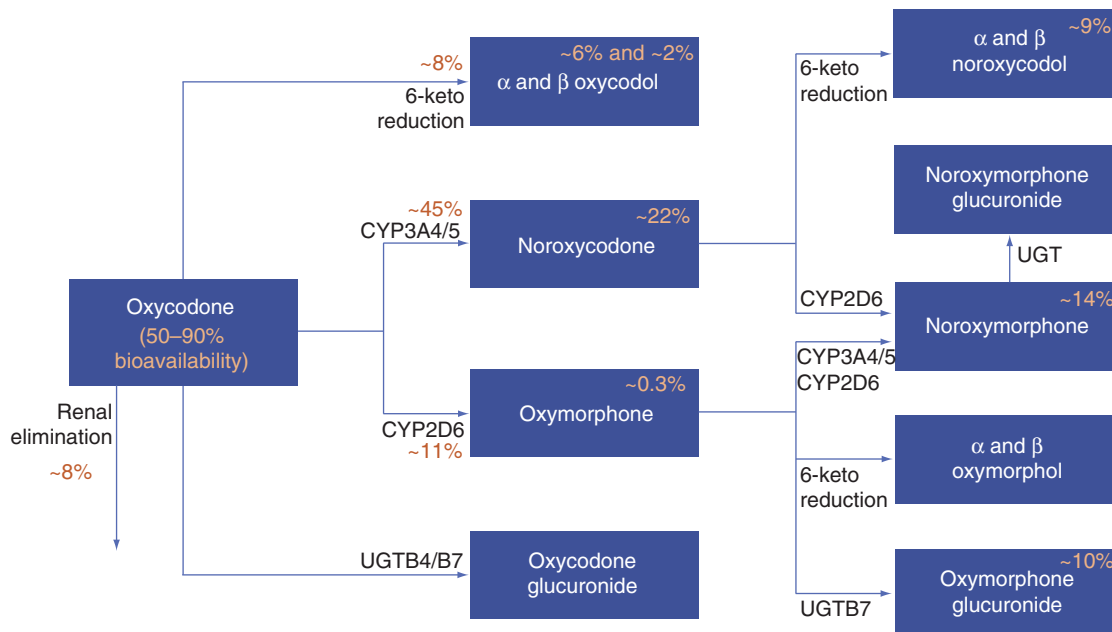 ~6% and ~2%
α and β oxycodol
~8%
6-keto
reduction
~9%
α and β
noroxycodol
6-keto
reduction
Noroxymorphone
glucuronide
UGT
~45%
CYP3A4/5
~22%
Noroxycodone
CYP2D6
~14%
Noroxymorphone
CYP3A4/5
CYP2D6
Oxycodone
(50–90%
bioavailability)
~0.3%
Oxymorphone
CYP2D6
~11%
Renal
elimination
~8%
α and β
oxymorphol
6-keto
reduction
UGTB4/B7
Oxycodone
glucuronide
~10%
Oxymorphone
glucuronide
UGTB7